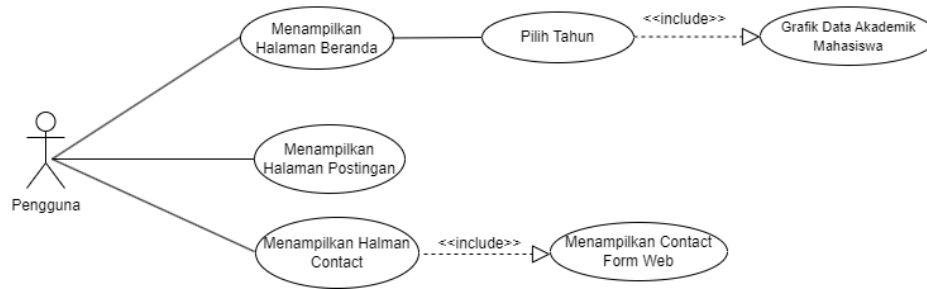 Menampilkan
Halaman Beranda
Pilih Tahun
<<include>>
Grafik Data Akademik
Mahasiswa
Menampilkan
Halaman Postingan
Pengguna
Menampilkan Halman
Contact
<<include>>
Menampilkan Contact
Form Web